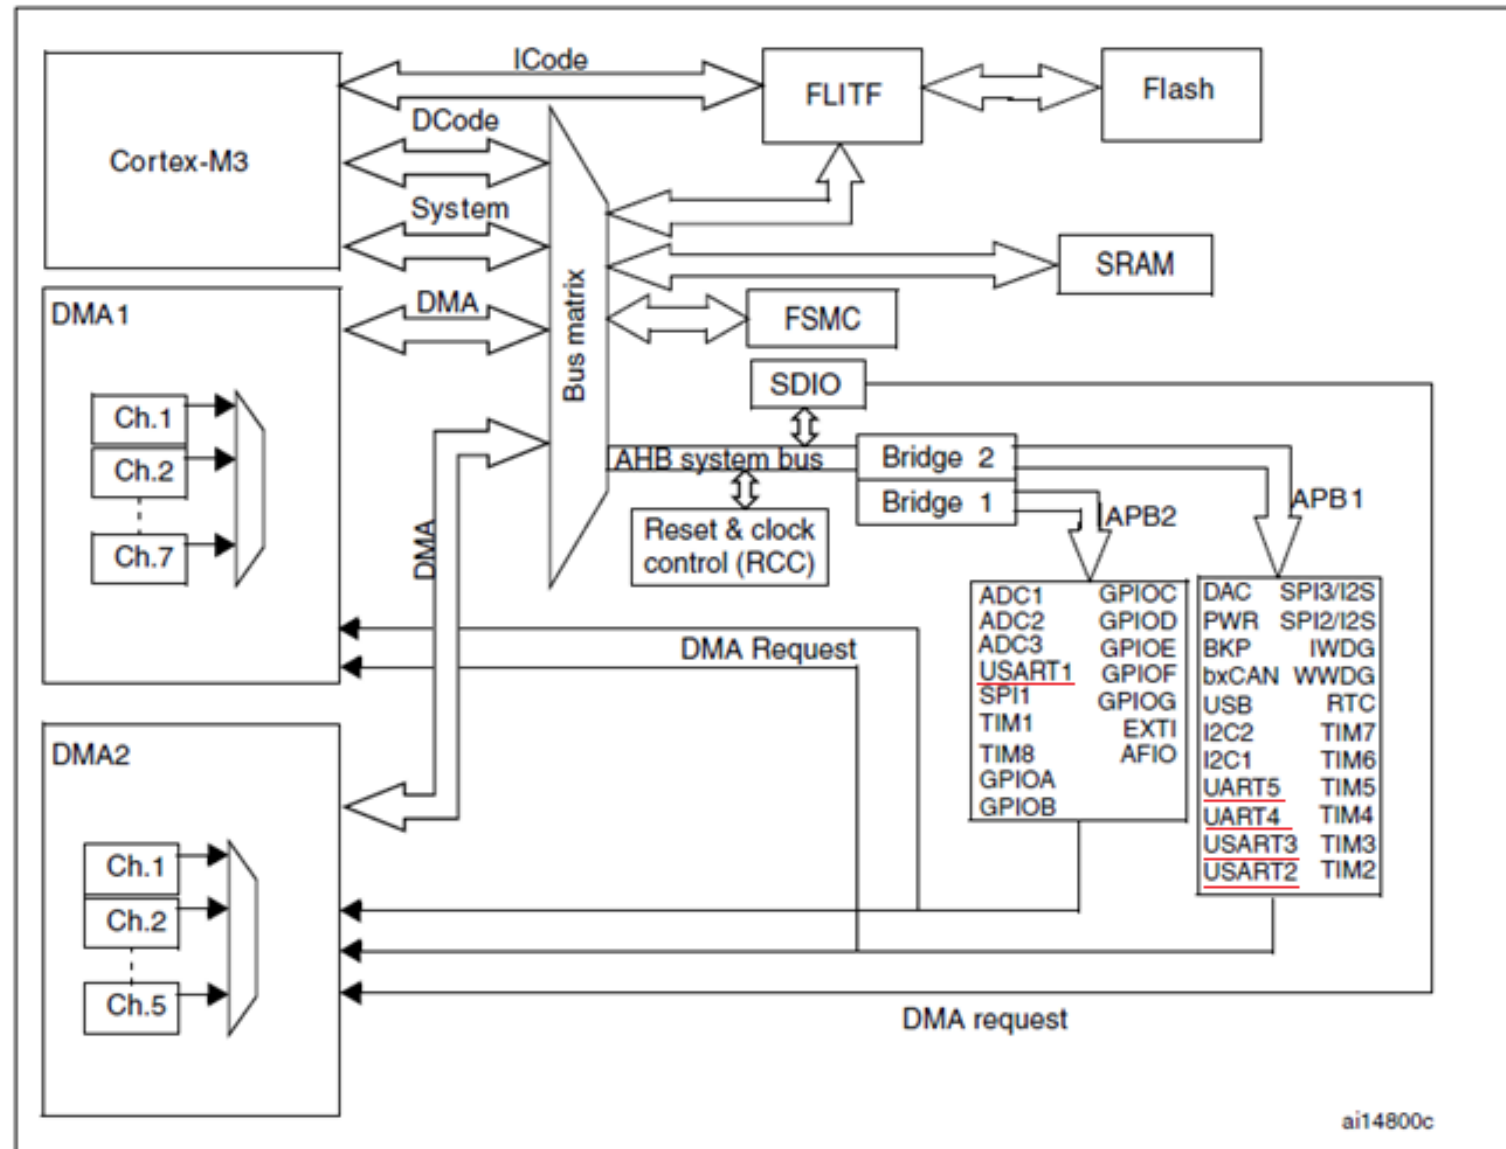 ICode
FLITF
Flash
DCode
Cortex-M3
System
SRAM
DMA1
DMA
FSMC
Bus matrix
SDIO
Ch.1
Ch.2
Ch.7
AHB system bus
Bridge 2
Bridge 1
APB1
APB2
Reset & clock
control (RCC)
DMA
ADC1 GPIOC
ADC2 GPIOD
ADC3 GPIOE
USART1 GPIOF
SPI1 GPIOG
TIM1 EXTI
TIM8 AFIO
GPIOA
GPIOB
DAC SPI3/I2S
PWR SPI2/I2S
BKP IWDG
bxCAN WWDG
USB RTC
I2C2 TIM7
I2C1 TIM6
UART5 TIM5
UART4 TIM4
USART3 TIM3
USART2 TIM2
DMA Request
DMA2
Ch.1
Ch.2
Ch.5
DMA request
ai14800c